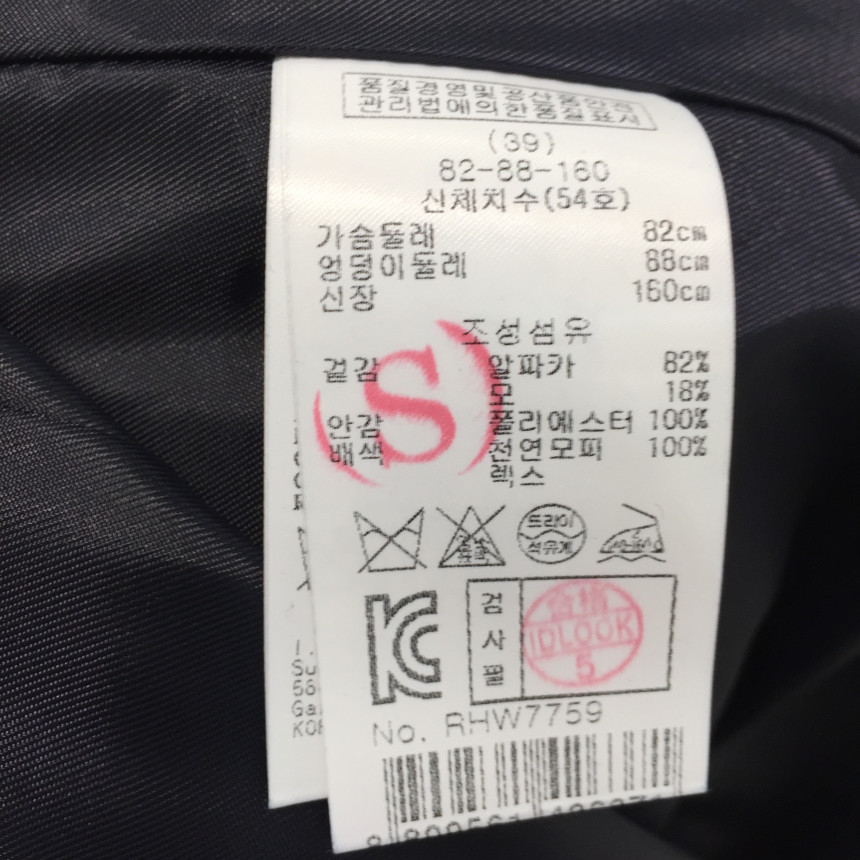 품질경영및공산품안전
관리법에의한품질표시
(39)
82-88-160
신체치수(54호)
가슴둘레 82cm
엉덩이둘레 88cm
신장 160cm
조성섬유
(S)
겉감 알파카 82%
모 18%
안감 폴리에스터 100%
배색 천연모피 100%
렉스
드라이
석유계
검
사
필
合格
IDLOOK
5
KC
No. RHW7759